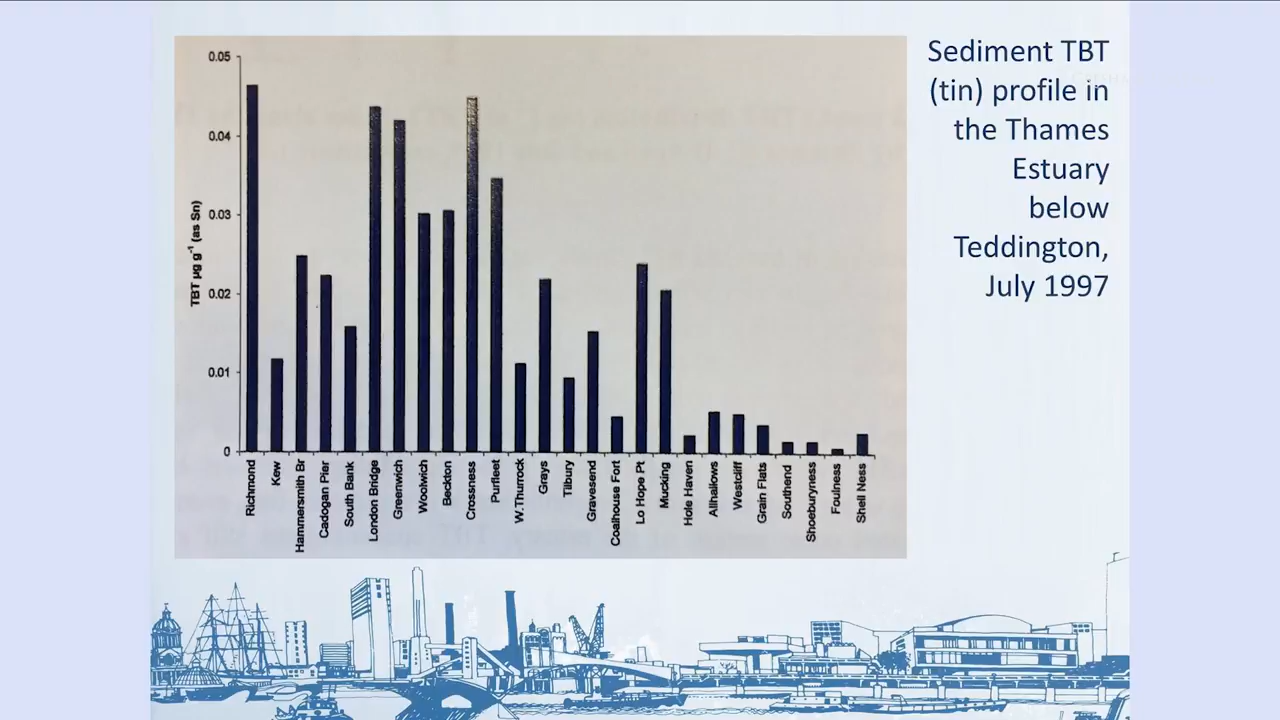 Sediment TBT
(tin) profile in
the Thames
Estuary
below
Teddington,
July 1997
TBT µg g-1 (as Sn)
0.05
0.04
0.03
0.02
0.01
0
Richmond
Kew
Hammersmith Br
Cadogan Pier
South Bank
London Bridge
Greenwich
Woolwich
Beckton
Crossness
Purfleet
W.Thurrock
Grays
Tilbury
Gravesend
Coalhouse Fort
Lo Hope Pt
Mucking
Hole Haven
Allhallows
Westcliff
Grain Flats
Southend
Shoeburyness
Foulness
Shell Ness